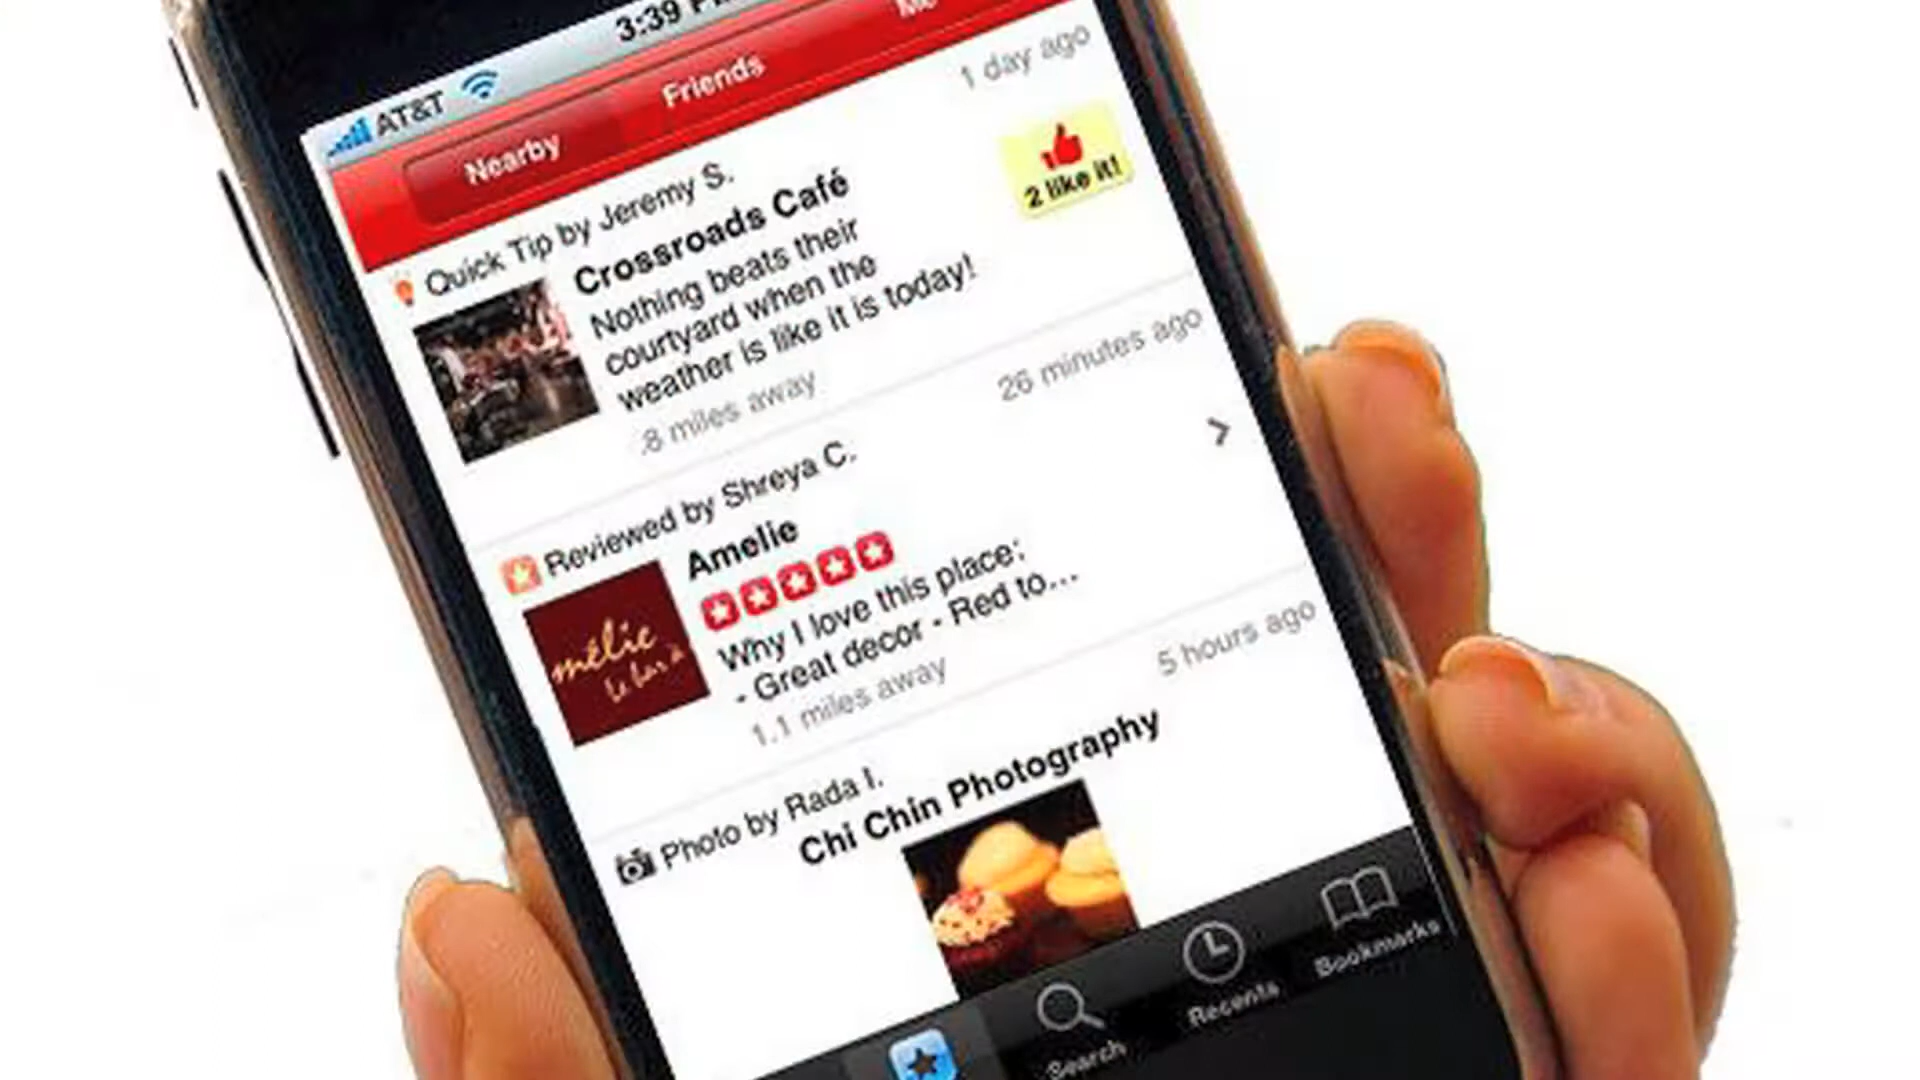 3:39
AT&T
Nearby
Friends
1 day ago
Quick Tip by Jeremy S.
Crossroads Café
Nothing beats their
courtyard when the
weather is like it is today!
.8 miles away
2 like it!
26 minutes ago
Reviewed by Shreya C.
Amelie
Why I love this place:
- Great decor - Red to...
1.1 miles away
mélie
5 hours ago
Photo by Rada I.
Chi Chin Photography
Search
Recents
Bookmarks